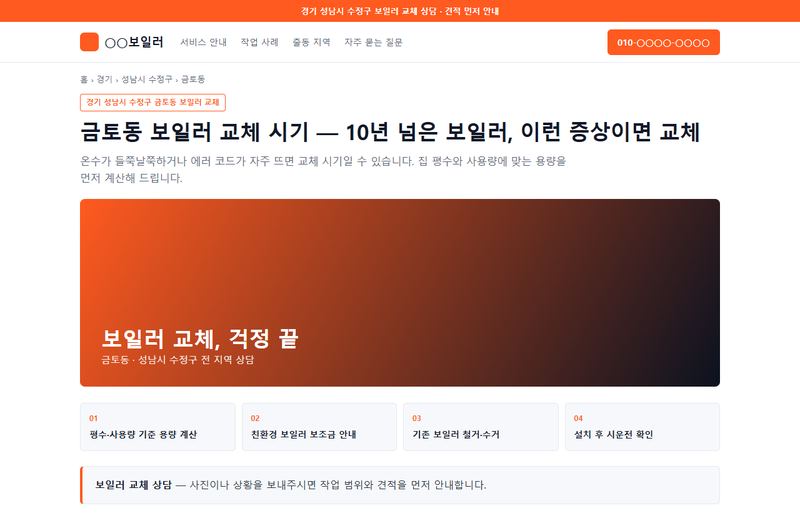 경기 성남시 수정구 보일러 교체 상담 · 견적 먼저 안내
○○보일러 서비스 안내 작업 사례 출동 지역 자주 묻는 질문 010-○○○○-○○○○
홈 › 경기 › 성남시 수정구 › 금토동
경기 성남시 수정구 금토동 보일러 교체
금토동 보일러 교체 시기 — 10년 넘은 보일러, 이런 증상이면 교체
온수가 들쭉날쭉하거나 에러 코드가 자주 뜨면 교체 시기일 수 있습니다. 집 평수와 사용량에 맞는 용량을
먼저 계산해 드립니다.
보일러 교체, 걱정 끝
금토동 · 성남시 수정구 전 지역 상담
01
평수·사용량 기준 용량 계산
02
친환경 보일러 보조금 안내
03
기존 보일러 철거·수거
04
설치 후 시운전 확인
보일러 교체 상담 — 사진이나 상황을 보내주시면 작업 범위와 견적을 먼저 안내합니다.